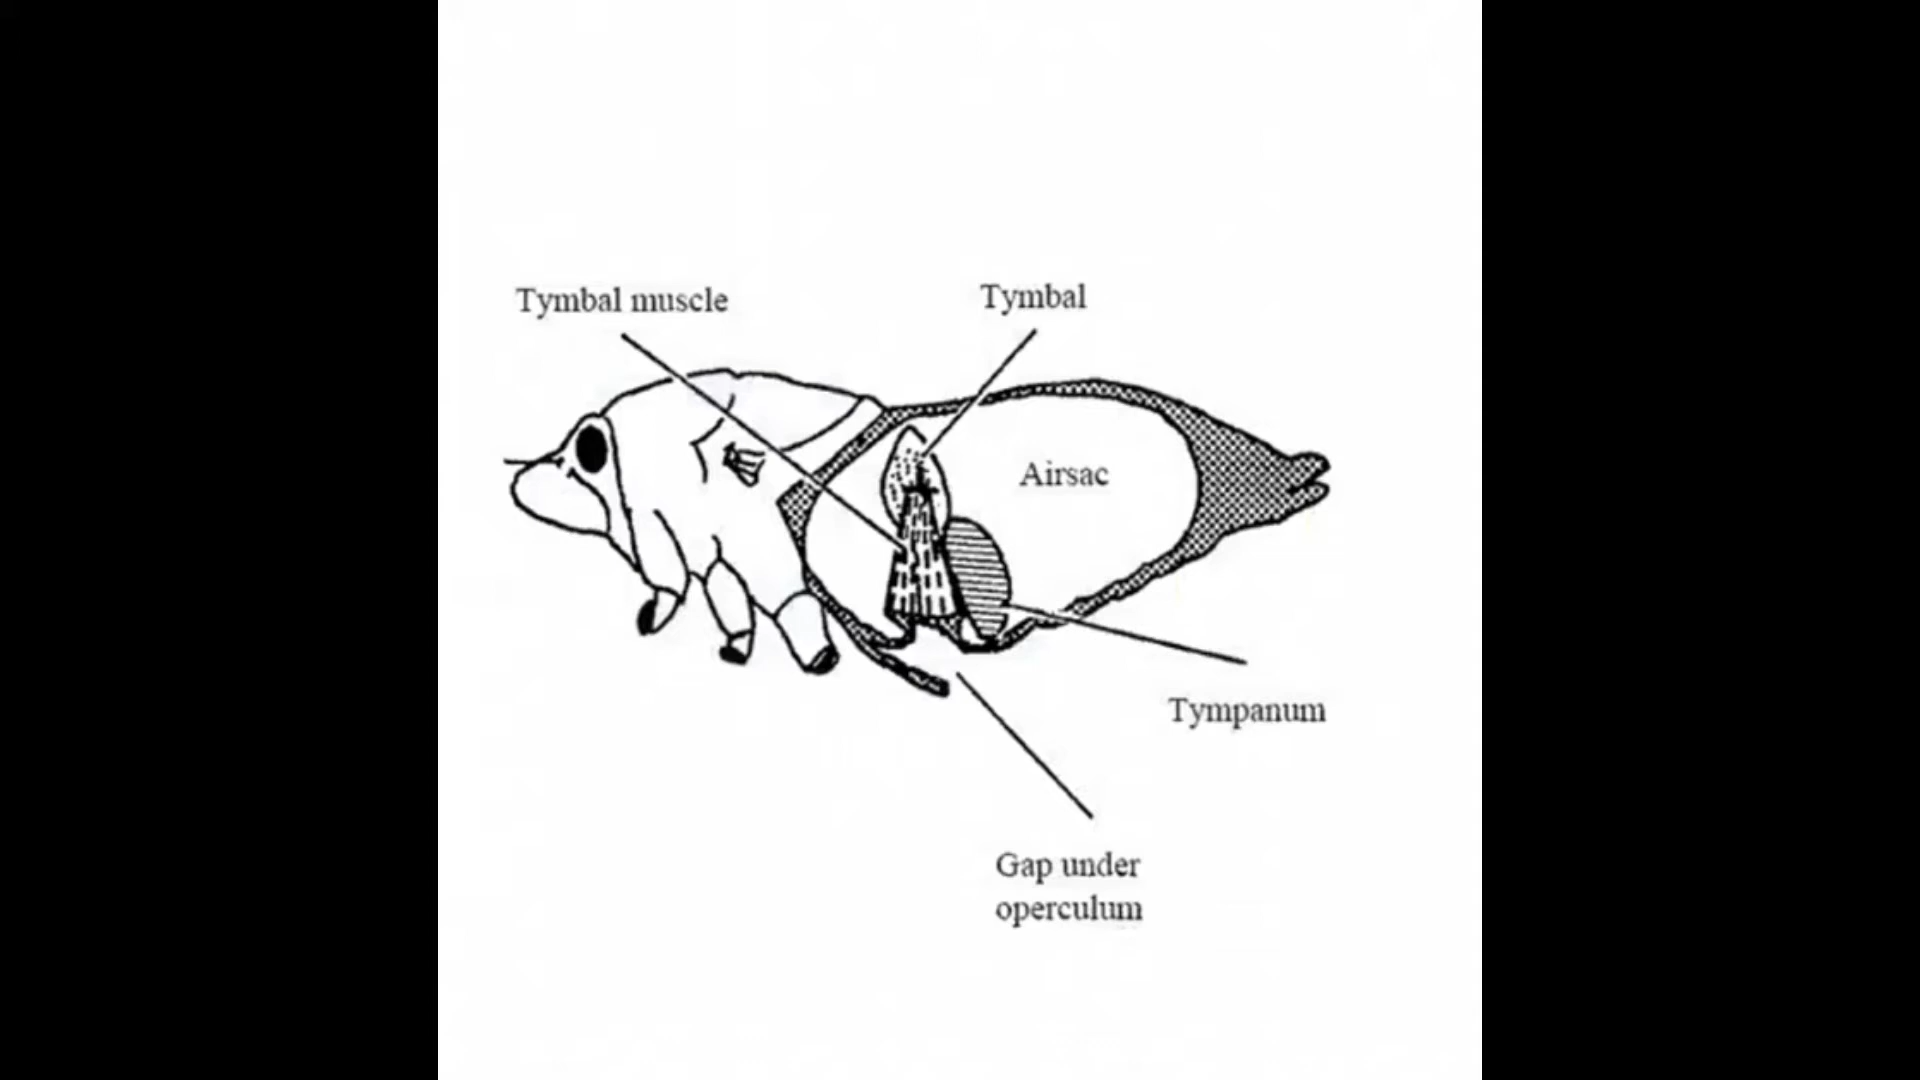 Tymbal muscle
Tymbal
Airsac
Tympanum
Gap under
operculum